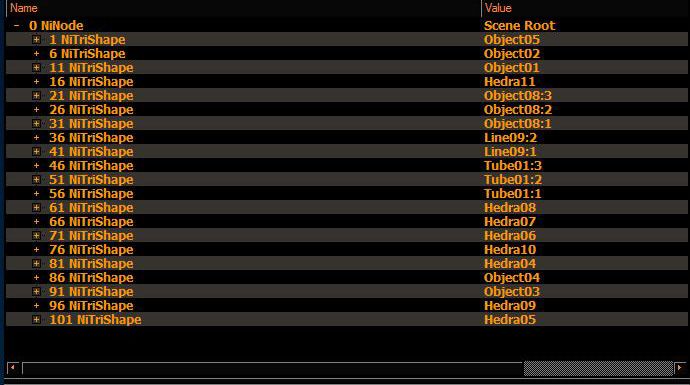 Name Value
- 0 NiNode Scene Root
+ 1 NiTriShape Object05
+ 6 NiTriShape Object02
+ 11 NiTriShape Object01
+ 16 NiTriShape Hedra11
+ 21 NiTriShape Object08:3
+ 26 NiTriShape Object08:2
+ 31 NiTriShape Object08:1
+ 36 NiTriShape Line09:2
+ 41 NiTriShape Line09:1
+ 46 NiTriShape Tube01:3
+ 51 NiTriShape Tube01:2
+ 56 NiTriShape Tube01:1
+ 61 NiTriShape Hedra08
+ 66 NiTriShape Hedra07
+ 71 NiTriShape Hedra06
+ 76 NiTriShape Hedra10
+ 81 NiTriShape Hedra04
+ 86 NiTriShape Object04
+ 91 NiTriShape Object03
+ 96 NiTriShape Hedra09
+ 101 NiTriShape Hedra05